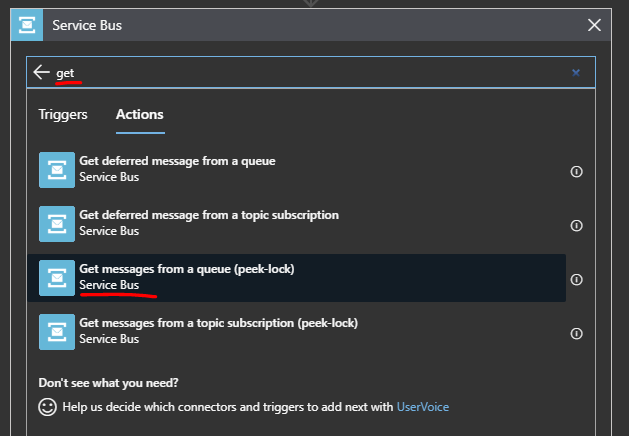 Service Bus
get
Triggers Actions
Get deferred message from a queue
Service Bus
Get deferred message from a topic subscription
Service Bus
Get messages from a queue (peek-lock)
Service Bus
Get messages from a topic subscription (peek-lock)
Service Bus
Don't see what you need?
Help us decide which connectors and triggers to add next with UserVoice